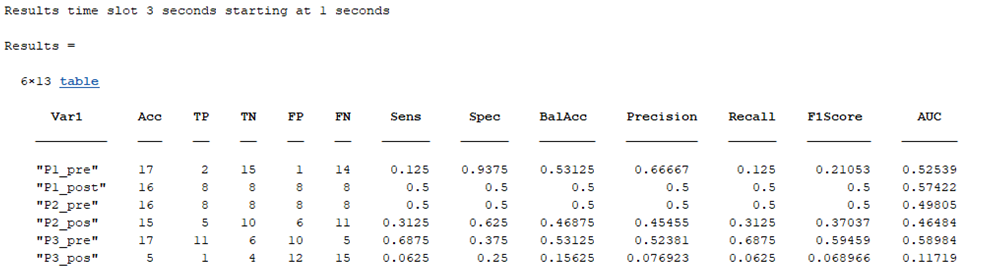 Results time slot 3 seconds starting at 1 seconds
Results =
6×13 table
Var1 Acc TP TN FP FN Sens Spec BalAcc Precision Recall F1Score AUC
"P1_pre" 17 2 15 1 14 0.125 0.9375 0.53125 0.66667 0.125 0.21053 0.52539
"P1_post" 16 8 8 8 8 0.5 0.5 0.5 0.5 0.5 0.5 0.57422
"P2_pre" 16 8 8 8 8 0.5 0.5 0.5 0.5 0.5 0.5 0.49805
"P2_pos" 15 5 10 6 11 0.3125 0.625 0.46875 0.45455 0.3125 0.37037 0.46484
"P3_pre" 17 11 6 10 5 0.6875 0.375 0.53125 0.52381 0.6875 0.59459 0.58984
"P3_pos" 5 1 4 12 15 0.0625 0.25 0.15625 0.076923 0.0625 0.068966 0.11719